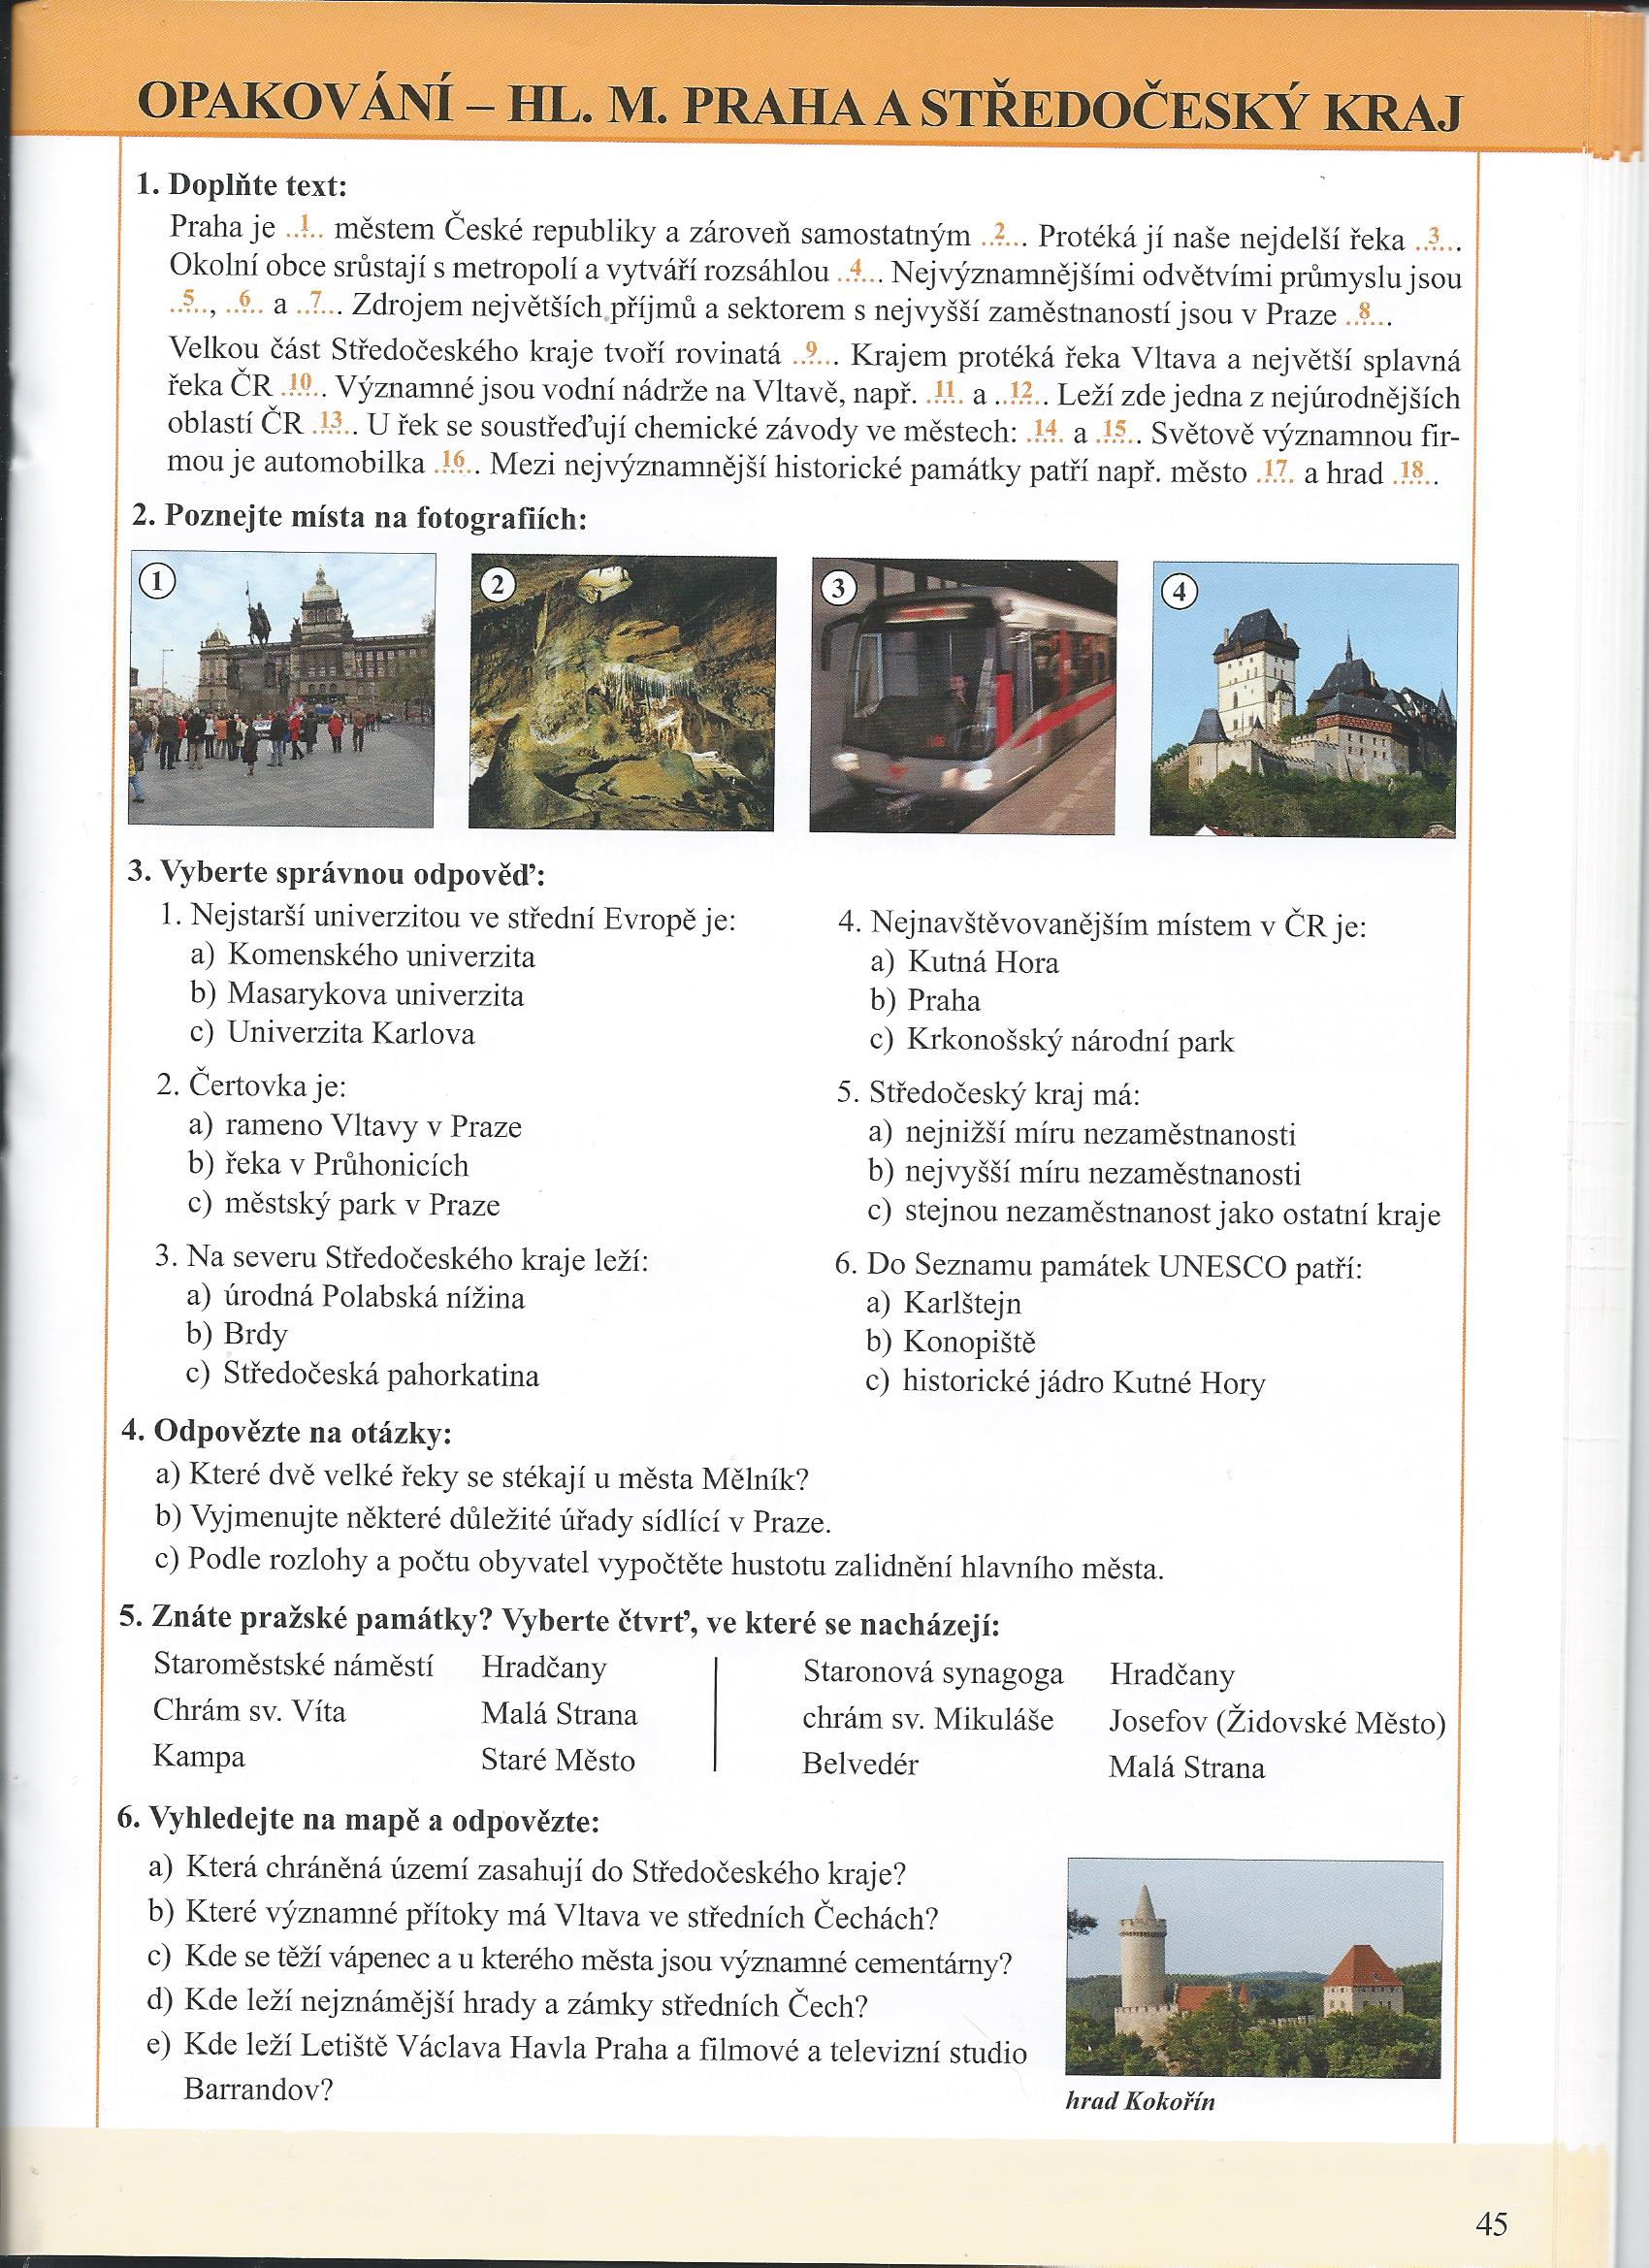 OPAKOVÁNÍ – HL. M. PRAHA A STŘEDOČESKÝ KRAJ
1. Doplňte text:
Praha je ..1.. městem České republiky a zároveň samostatným ..2... Protéká jí naše nejdelší řeka ..3...
Okolní obce srůstají s metropolí a vytváří rozsáhlou ..4... Nejvýznamnějšími odvětvími průmyslu jsou
..5.., ..6.. a ..7... Zdrojem největších příjmů a sektorem s nejvyšší zaměstnaností jsou v Praze ..8...
Velkou část Středočeského kraje tvoří rovinatá ..9... Krajem protéká řeka Vltava a největší splavná
řeka ČR ..10... Významné jsou vodní nádrže na Vltavě, např. ..11.. a ..12... Leží zde jedna z nejúrodnějších
oblastí ČR ..13... U řek se soustřeďují chemické závody ve městech: ..14.. a ..15... Světově významnou fir-
mou je automobilka ..16... Mezi nejvýznamnější historické památky patří např. město ..17.. a hrad ..18...
2. Poznejte místa na fotografiích:
1 2 3 4
3. Vyberte správnou odpověď:
1. Nejstarší univerzitou ve střední Evropě je:
a) Komenského univerzita
b) Masarykova univerzita
c) Univerzita Karlova
2. Čertovka je:
a) rameno Vltavy v Praze
b) řeka v Průhonicích
c) městský park v Praze
3. Na severu Středočeského kraje leží:
a) úrodná Polabská nížina
b) Brdy
c) Středočeská pahorkatina
4. Nejnavštěvovanějším místem v ČR je:
a) Kutná Hora
b) Praha
c) Krkonošský národní park
5. Středočeský kraj má:
a) nejnižší míru nezaměstnanosti
b) nejvyšší míru nezaměstnanosti
c) stejnou nezaměstnanost jako ostatní kraje
6. Do Seznamu památek UNESCO patří:
a) Karlštejn
b) Konopiště
c) historické jádro Kutné Hory
4. Odpovězte na otázky:
a) Které dvě velké řeky se stékají u města Mělník?
b) Vyjmenujte některé důležité úřady sídlící v Praze.
c) Podle rozlohy a počtu obyvatel vypočtěte hustotu zalidnění hlavního města.
5. Znáte pražské památky? Vyberte čtvrť, ve které se nacházejí:
Staroměstské náměstí Hradčany
Chrám sv. Víta Malá Strana
Kampa Staré Město
Staronová synagoga Hradčany
chrám sv. Mikuláše Josefov (Židovské Město)
Belvedér Malá Strana
6. Vyhledejte na mapě a odpovězte:
a) Která chráněná území zasahují do Středočeského kraje?
b) Které významné přítoky má Vltava ve středních Čechách?
c) Kde se těží vápenec a u kterého města jsou významné cementárny?
d) Kde leží nejznámější hrady a zámky středních Čech?
e) Kde leží Letiště Václava Havla Praha a filmové a televizní studio
Barrandov?
hrad Kokořín
45